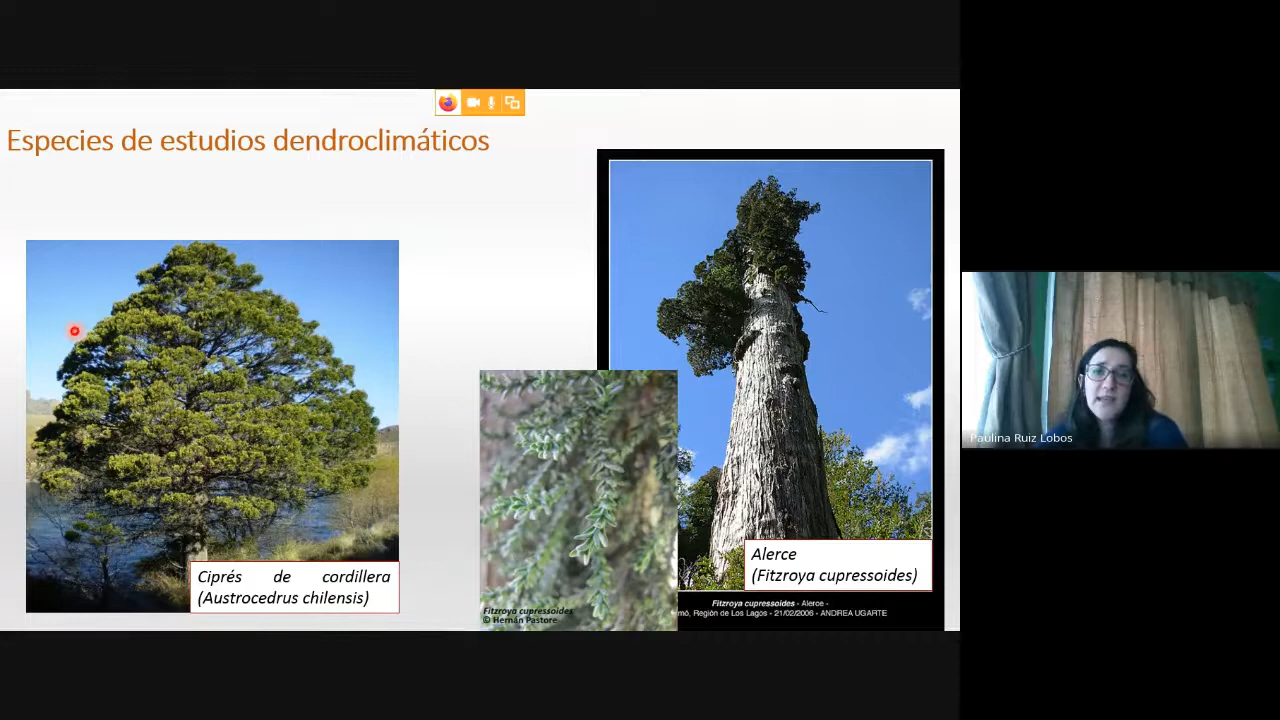 Especies de estudios dendroclimáticos
Ciprés de cordillera
(Austrocedrus chilensis)
Fitzroya cupressoides
© Hernán Pastore
Alerce
(Fitzroya cupressoides)
Fitzroya cupressoides - Alerce -
Región de Los Lagos - 21/02/2006 - ANDREA UGARTE
Paulina Ruiz Lobos